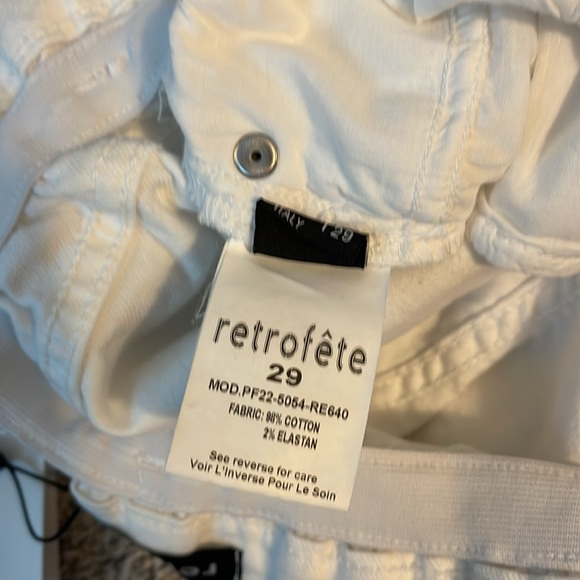 ITALY 29
retrofête
29
MOD.PF22-5054-RE640
FABRIC: 98% COTTON
2% ELASTAN
See reverse for care
Voir L'Inverse Pour Le Soin